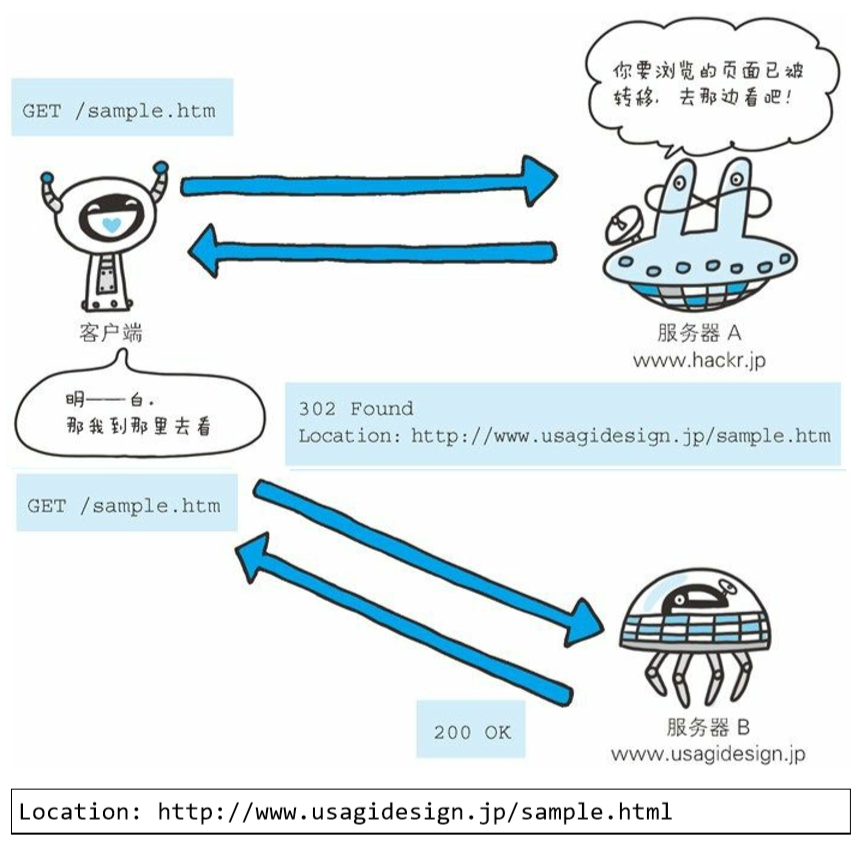 你要浏览的页面已被
转移. 去那边看吧!
GET /sample.htm
客户端
服务器 A
www.hackr.jp
明——白.
那我到那里去看
302 Found
Location: http://www.usagidesign.jp/sample.htm
GET /sample.htm
200 OK
服务器 B
www.usagidesign.jp
Location: http://www.usagidesign.jp/sample.html